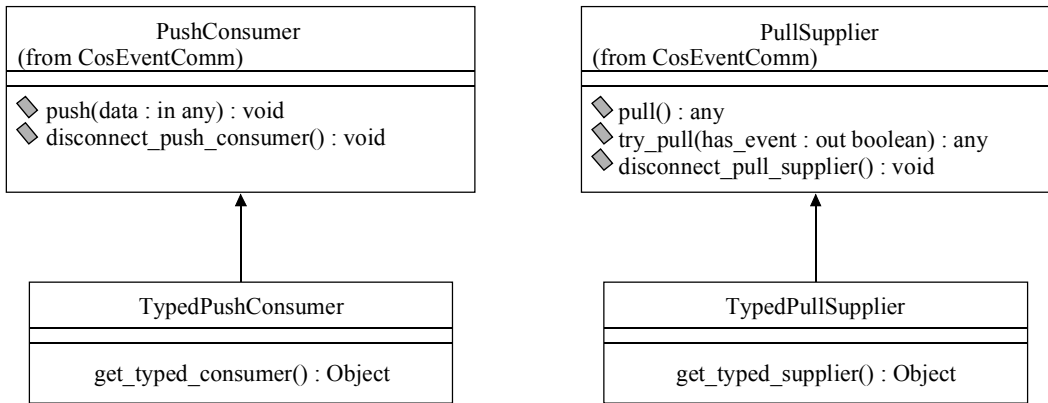 PushConsumer
(from CosEventComm)
push(data : in any) : void
disconnect_push_consumer() : void
PullSupplier
(from CosEventComm)
pull() : any
try_pull(has_event : out boolean) : any
disconnect_pull_supplier() : void
TypedPushConsumer
get_typed_consumer() : Object
TypedPullSupplier
get_typed_supplier() : Object